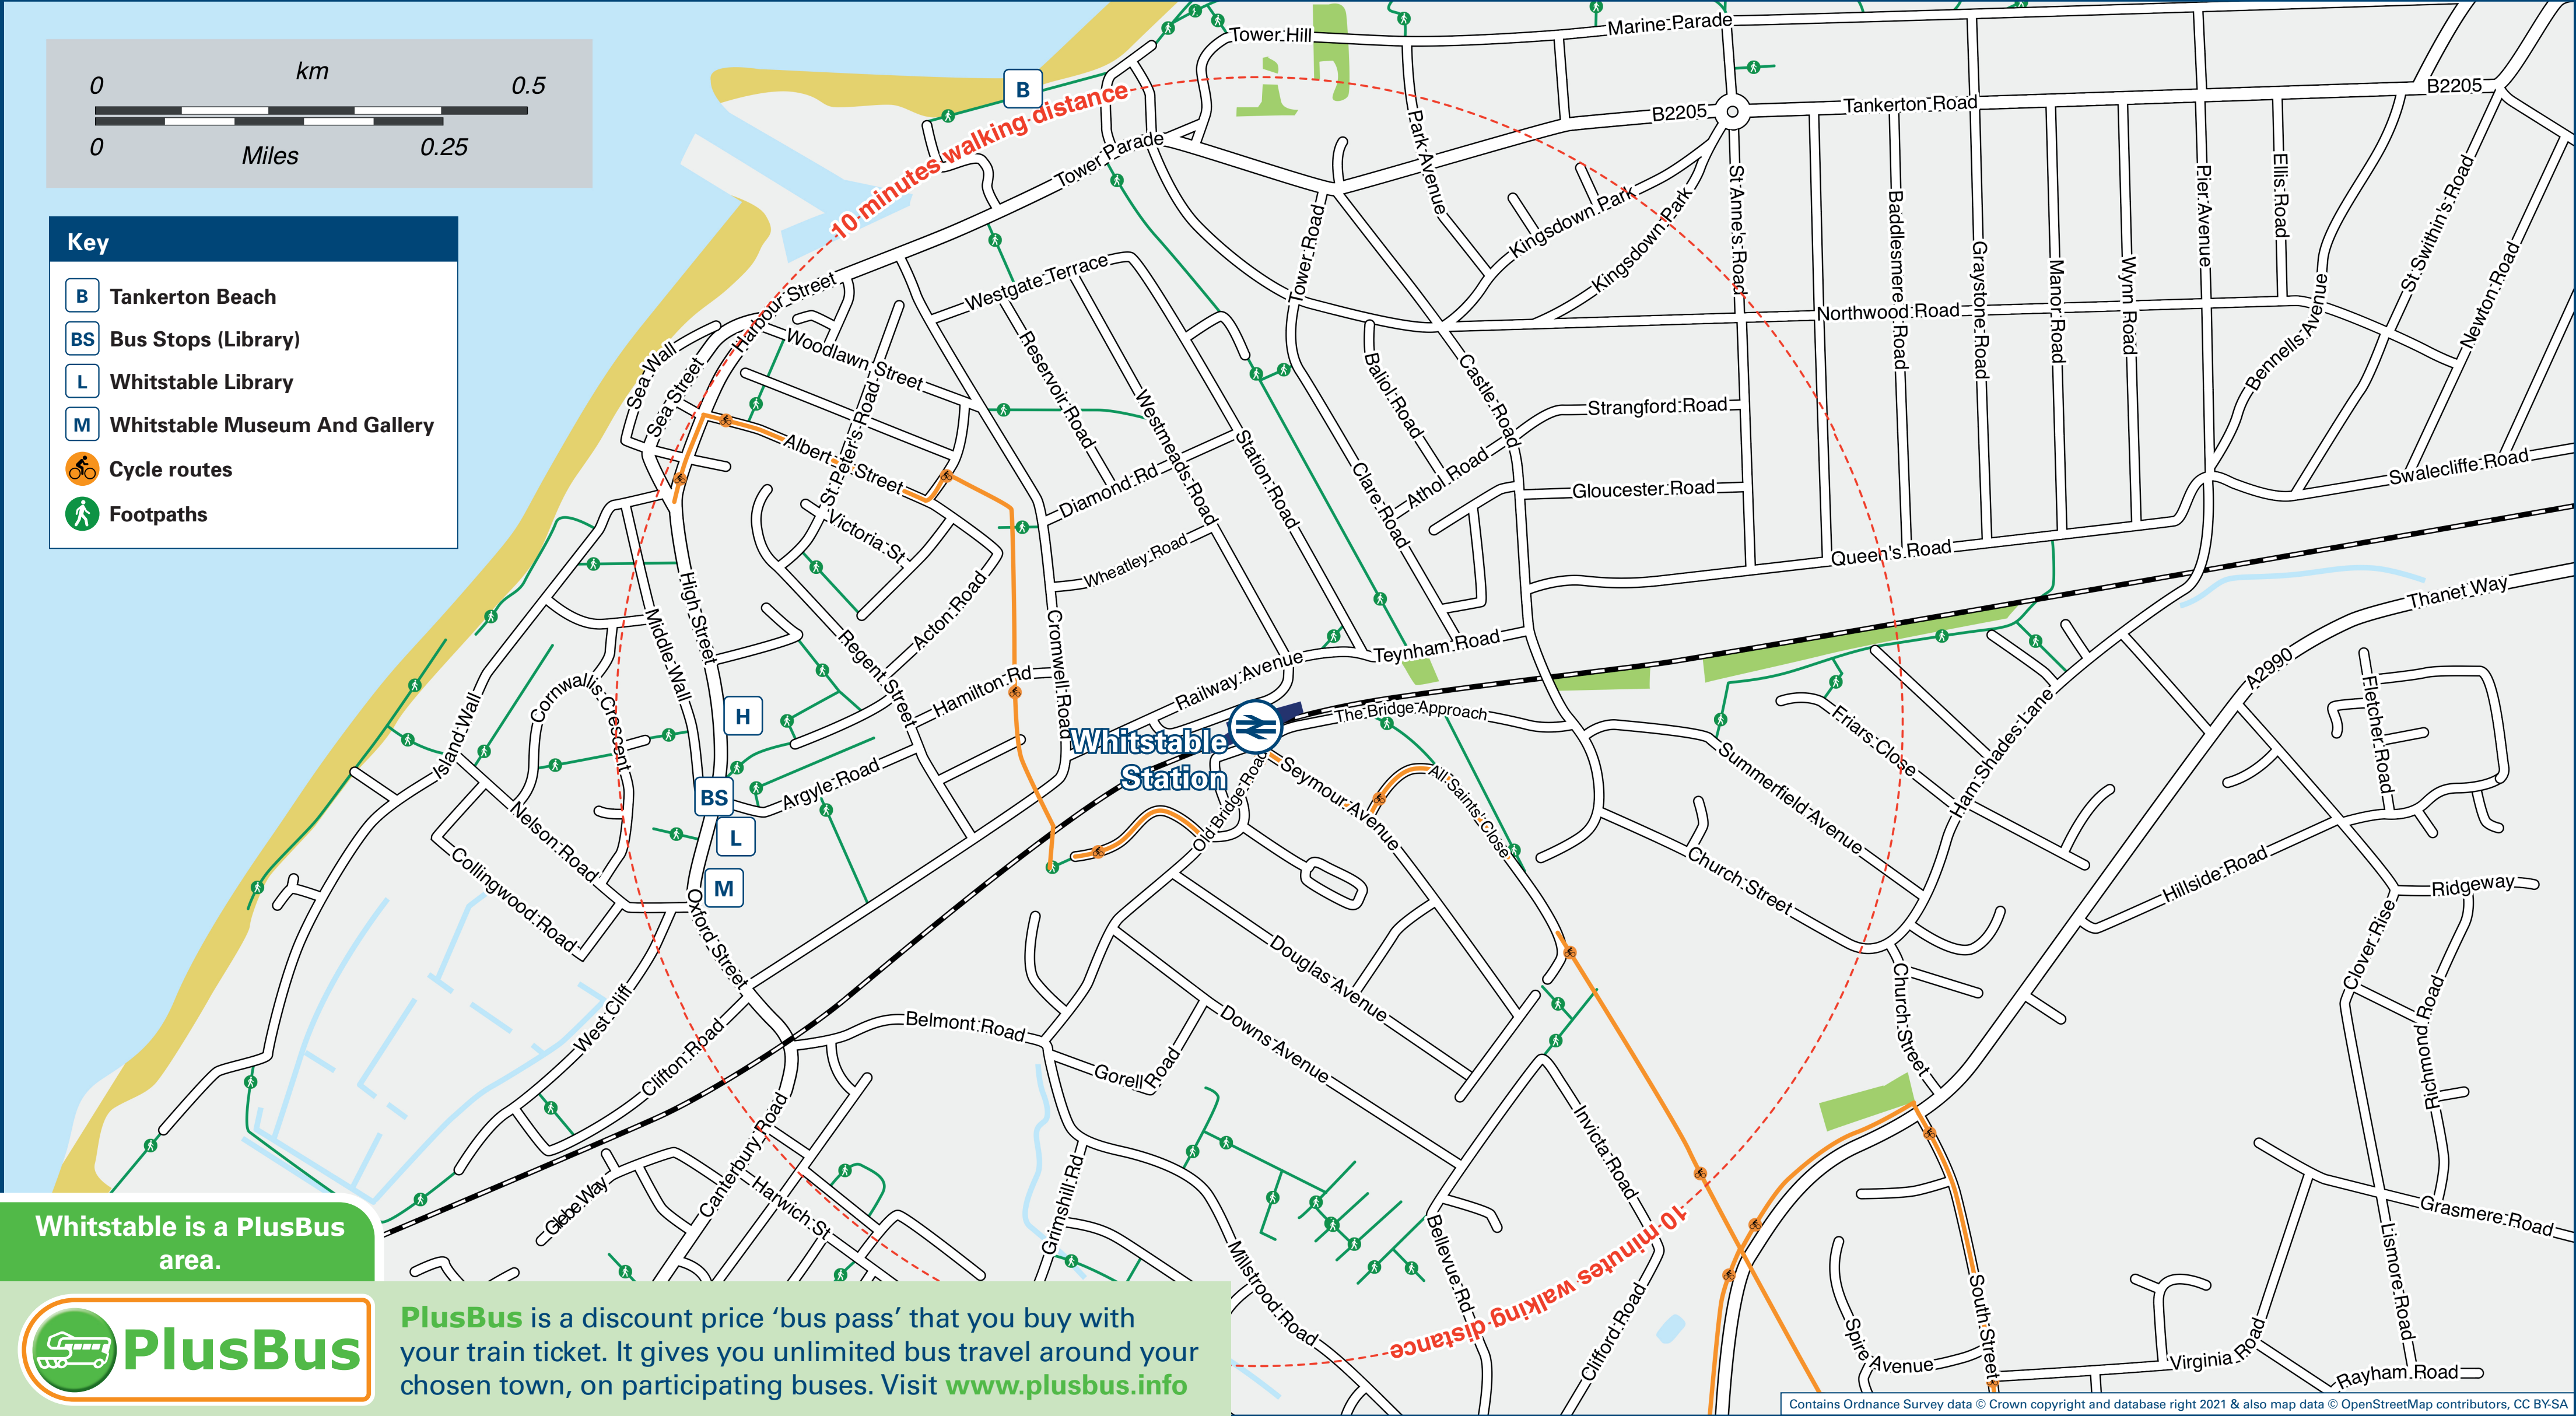 km
0
0.5
0
Miles
0.25
Key
B Tankerton Beach
BS Bus Stops (Library)
L Whitstable Library
M Whitstable Museum And Gallery
Cycle routes
Footpaths
B
10 minutes walking distance
Tower Hill
Marine Parade
B2205
Tankerton Road
B2205
Tower Parade
Park Avenue
Kingsdown Park
Kingsdown Park
St Anne's Road
Baddlesmere Road
Graystone Road
Manor Road
Wynn Road
Pier Avenue
Ellis Road
Bennells Avenue
St Swithin's Road
Newton Road
Northwood Road
Tower Road
Harbour Street
Westgate Terrace
Woodlawn Street
Sea Wall
Sea Street
Reservoir Road
Westmeads Road
Station Road
Baliol Road
Castle Road
Strangford Road
Athol Road
Clare Road
Gloucester Road
Swalecliffe Road
Queen's Road
Albert Street
St Peter's Road
Victoria St
Diamond Rd
Wheatley Road
High Street
Middle Wall
Acton Road
Regent Street
Cromwell Road
Hamilton Rd
Railway Avenue
Teynham Road
The Bridge Approach
Thanet Way
A2990
Island Wall
Cornwallis Crescent
H
BS
L
M
Argyle Road
Whitstable
Station
Old Bridge Road
Seymour Avenue
All Saints Close
Summerfield Avenue
Friars Close
Ham Shades Lane
Fletcher Road
Church Street
Hillside Road
Ridgeway
Clover Rise
Richmond Road
Nelson Road
Collingwood Road
Oxford Street
West Cliff
Clifton Road
Belmont Road
Gorell Road
Douglas Avenue
Downs Avenue
Church Street
Invicta Road
Canterbury Road
Harwich St
Glebe Way
Grimshill Rd
Millstrood Road
Bellevue Rd
10 minutes walking distance
Clifford Road
South Street
Spire Avenue
Virginia Road
Rayham Road
Lismore Road
Grasmere Road
Whitstable is a PlusBus
area.
PlusBus
PlusBus is a discount price ‘bus pass’ that you buy with
your train ticket. It gives you unlimited bus travel around your
chosen town, on participating buses. Visit www.plusbus.info
Contains Ordnance Survey data © Crown copyright and database right 2021 & also map data © OpenStreetMap contributors, CC BY-SA